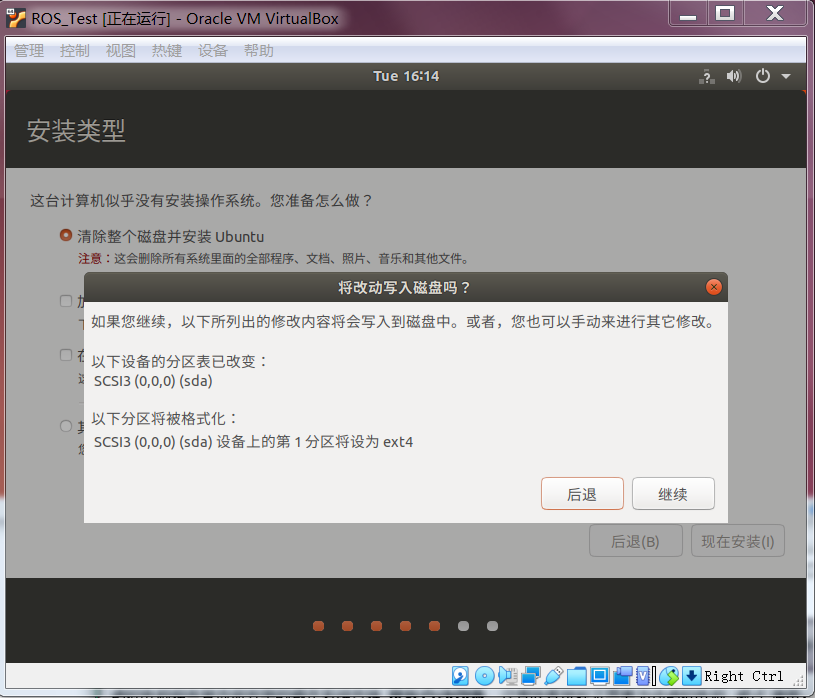 ROS_Test [正在运行] - Oracle VM VirtualBox
管理 控制 视图 热键 设备 帮助
Tue 16:14
安装类型
这台计算机似乎没有安装操作系统。您准备怎么做？
清除整个磁盘并安装 Ubuntu
注意：这会删除所有系统里面的全部程序、文档、照片、音乐和其他文件。
将改动写入磁盘吗？
如果您继续，以下所列出的修改内容将会写入到磁盘中。或者，您也可以手动来进行其它修改。
以下设备的分区表已改变：
SCSI3 (0,0,0) (sda)
以下分区将被格式化：
SCSI3 (0,0,0) (sda) 设备上的第 1 分区将设为 ext4
后退 继续
后退(B) 现在安装(I)
Right Ctrl